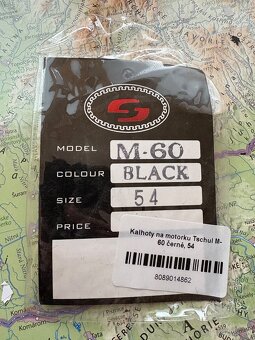 MODEL M-60
COLOUR BLACK
SIZE 54
PRICE
Kalhoty na motorku Tschul M-
60 černé, 54
8089014862